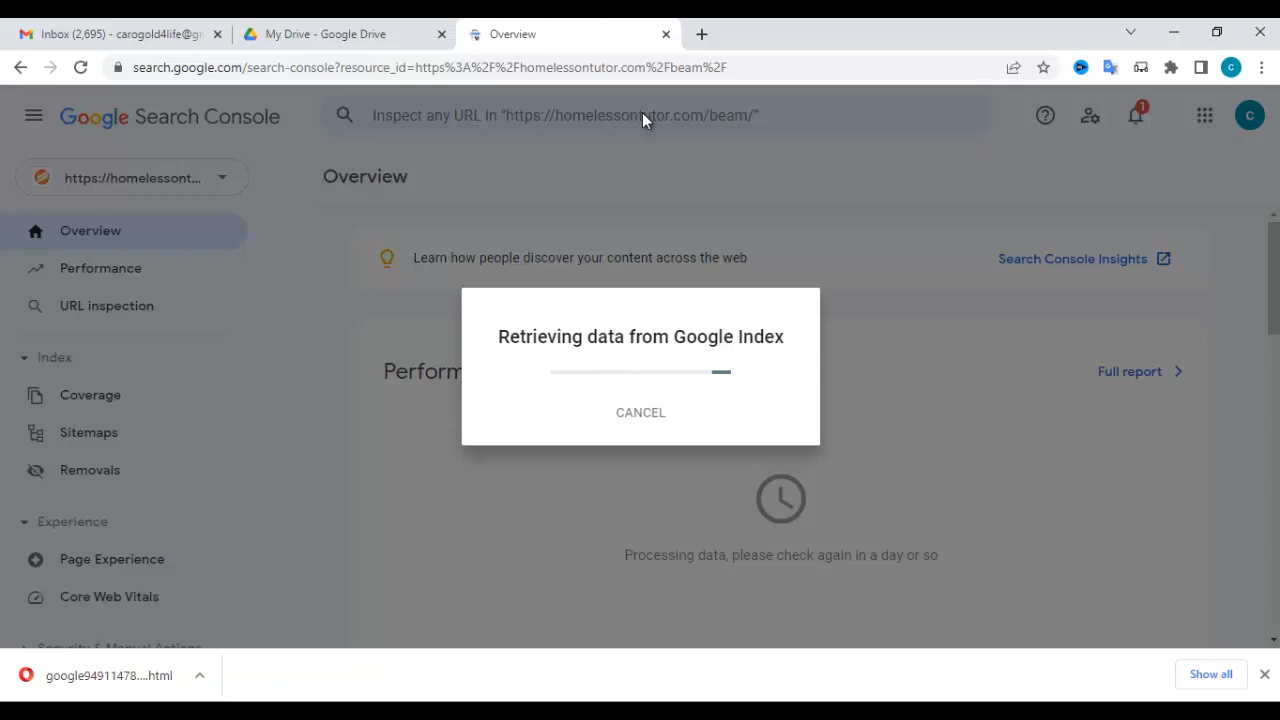 Inbox (2,695) - carogold4life@g
My Drive - Google Drive
Overview
search.google.com/search-console?resource_id=https%3A%2F%2Fhomelessontutor.com%2Fbeam%2F
C
Google Search Console
Inspect any URL in "https://homelessontutor.com/beam/"
1
C
https://homelessont...
Overview
Overview
Performance
URL inspection
Index
Coverage
Sitemaps
Removals
Experience
Page Experience
Core Web Vitals
Security & Manual Actions
Learn how people discover your content across the web
Search Console Insights
Perform
Full report
Retrieving data from Google Index
CANCEL
Processing data, please check again in a day or so
google94911478....html
Show all